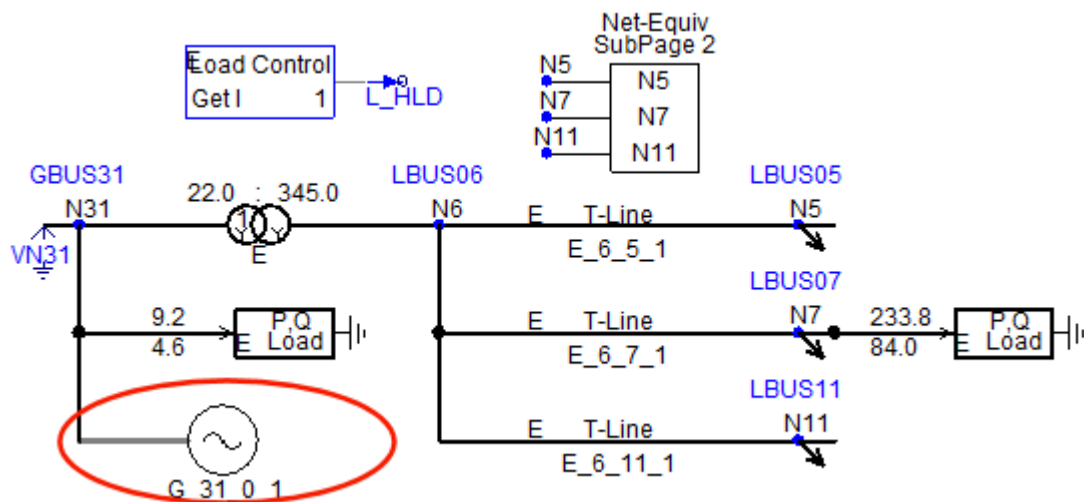 Net-Equiv
SubPage 2
Load Control
Get I 1
L_HLD
N5 N5
N7 N7
N11 N11
GBUS31
22.0 : 345.0
LBUS06
LBUS05
N31
1
Y Y
E
N6
E T-Line
N5
VN31
E_6_5_1
LBUS07
9.2
P,Q
E Load
4.6
E T-Line
N7
E_6_7_1
233.8
P,Q
E Load
84.0
LBUS11
E T-Line
N11
E_6_11_1
G_31_0_1